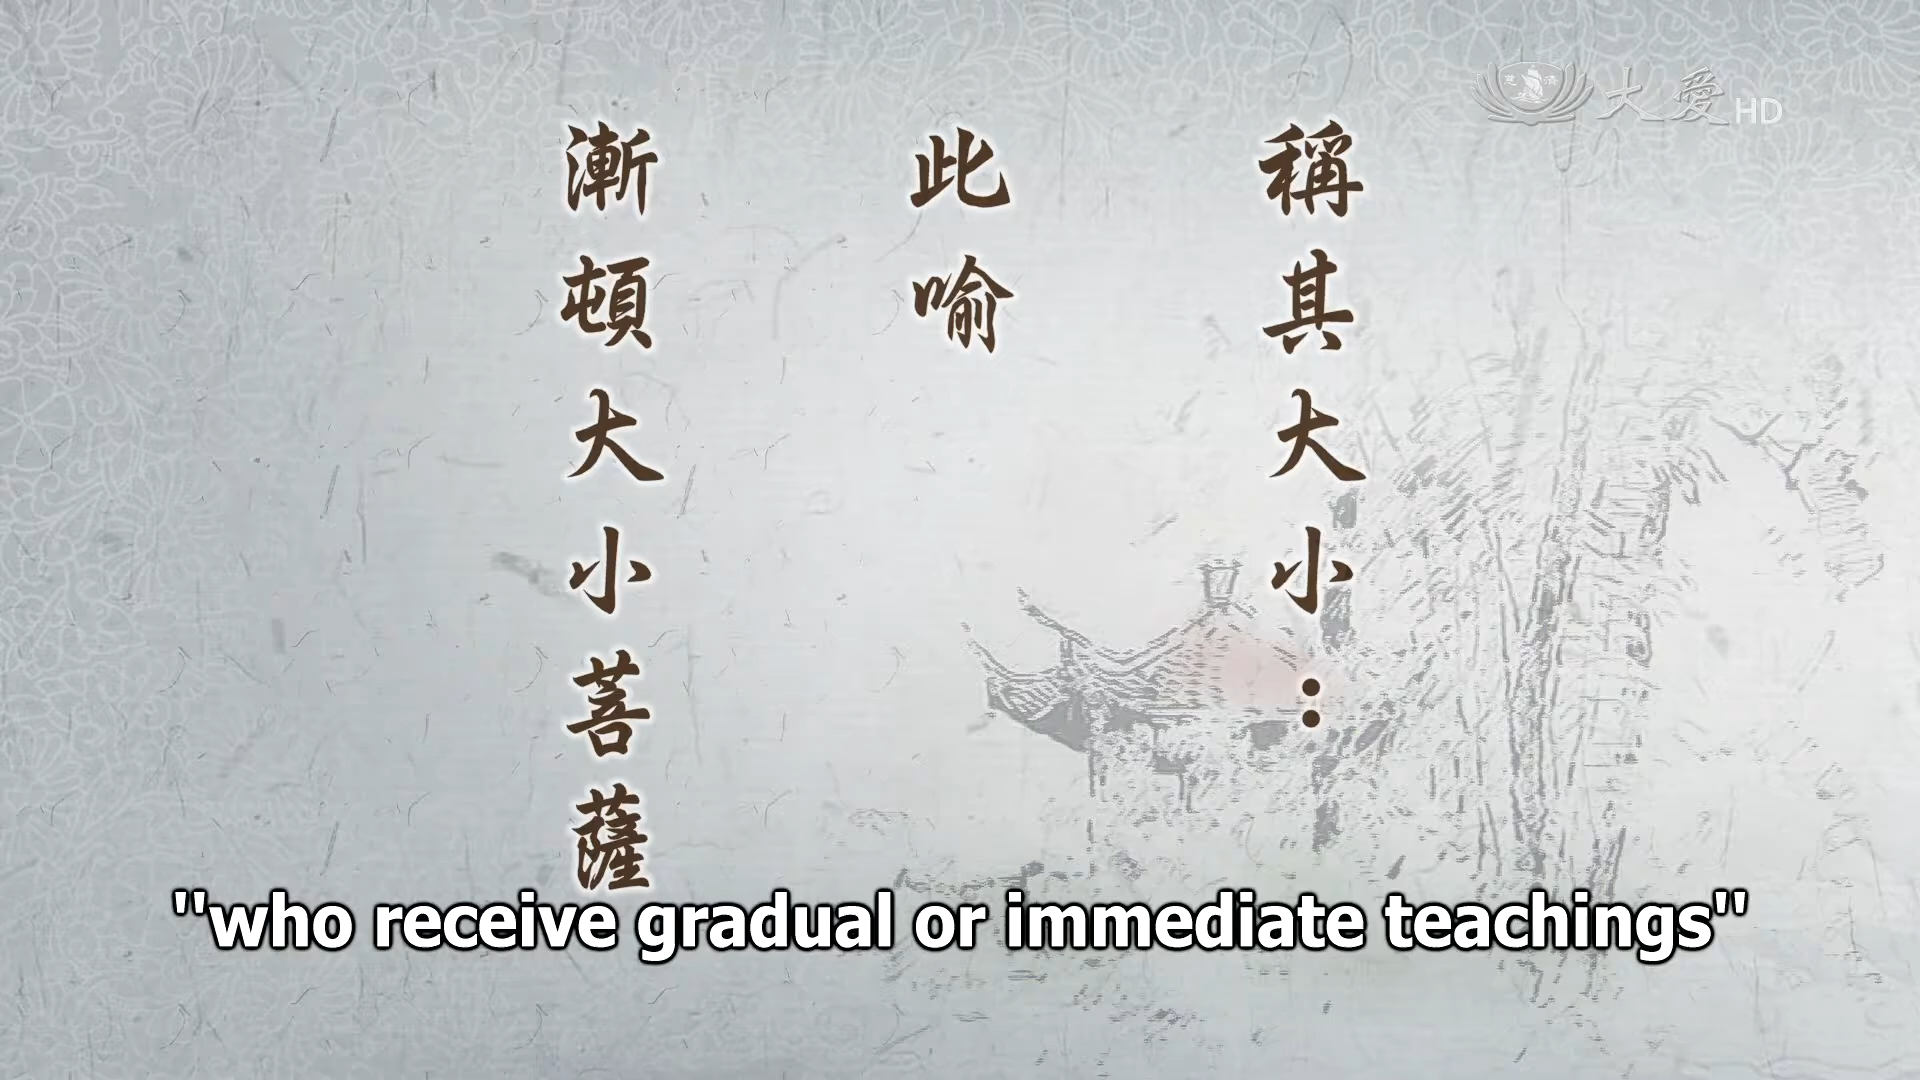 大愛HD
稱其大小：
此喻
漸頓大小菩薩
"who receive gradual or immediate teachings"